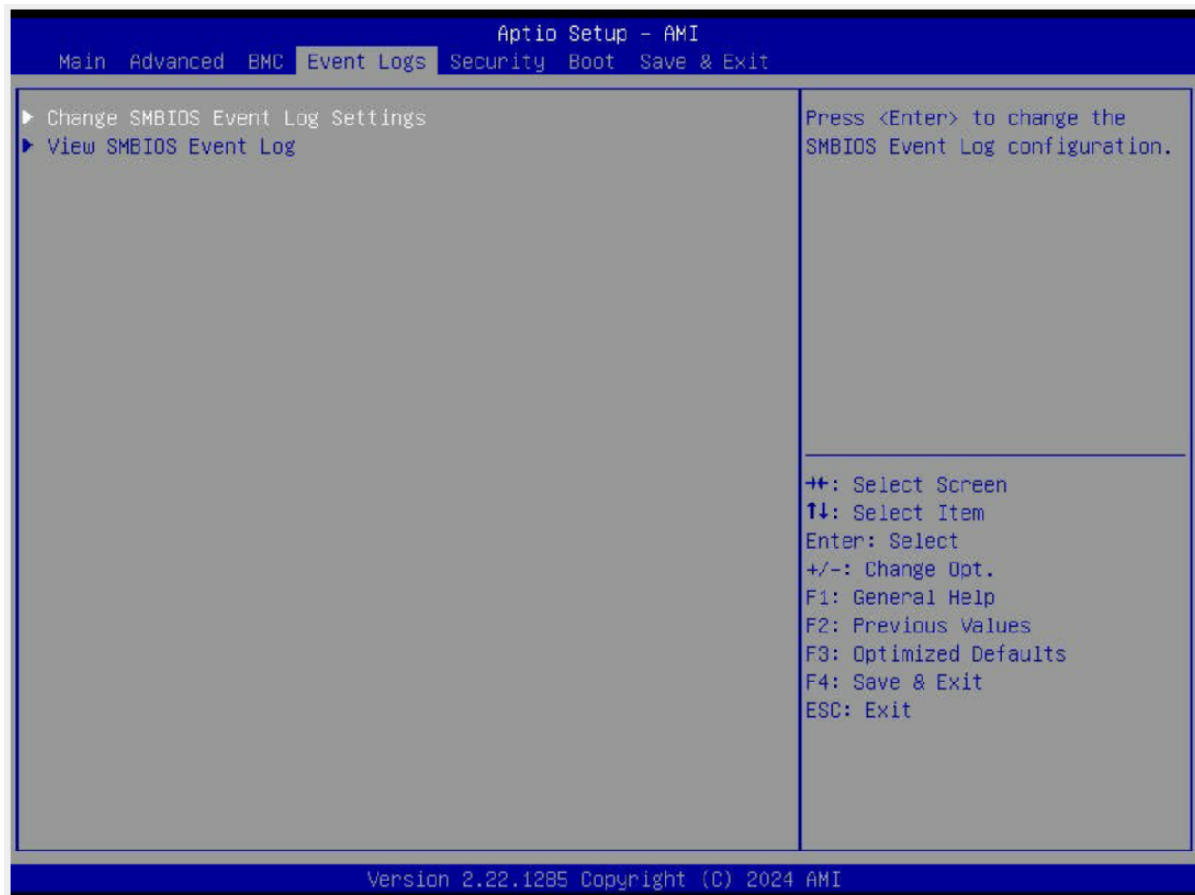 Aptio Setup - AMI
Main Advanced BMC Event Logs Security Boot Save & Exit
▶ Change SMBIOS Event Log Settings
▶ View SMBIOS Event Log
Press <Enter> to change the
SMBIOS Event Log configuration.
→←: Select Screen
↑↓: Select Item
Enter: Select
+/-: Change Opt.
F1: General Help
F2: Previous Values
F3: Optimized Defaults
F4: Save & Exit
ESC: Exit
Version 2.22.1285 Copyright (C) 2024 AMI